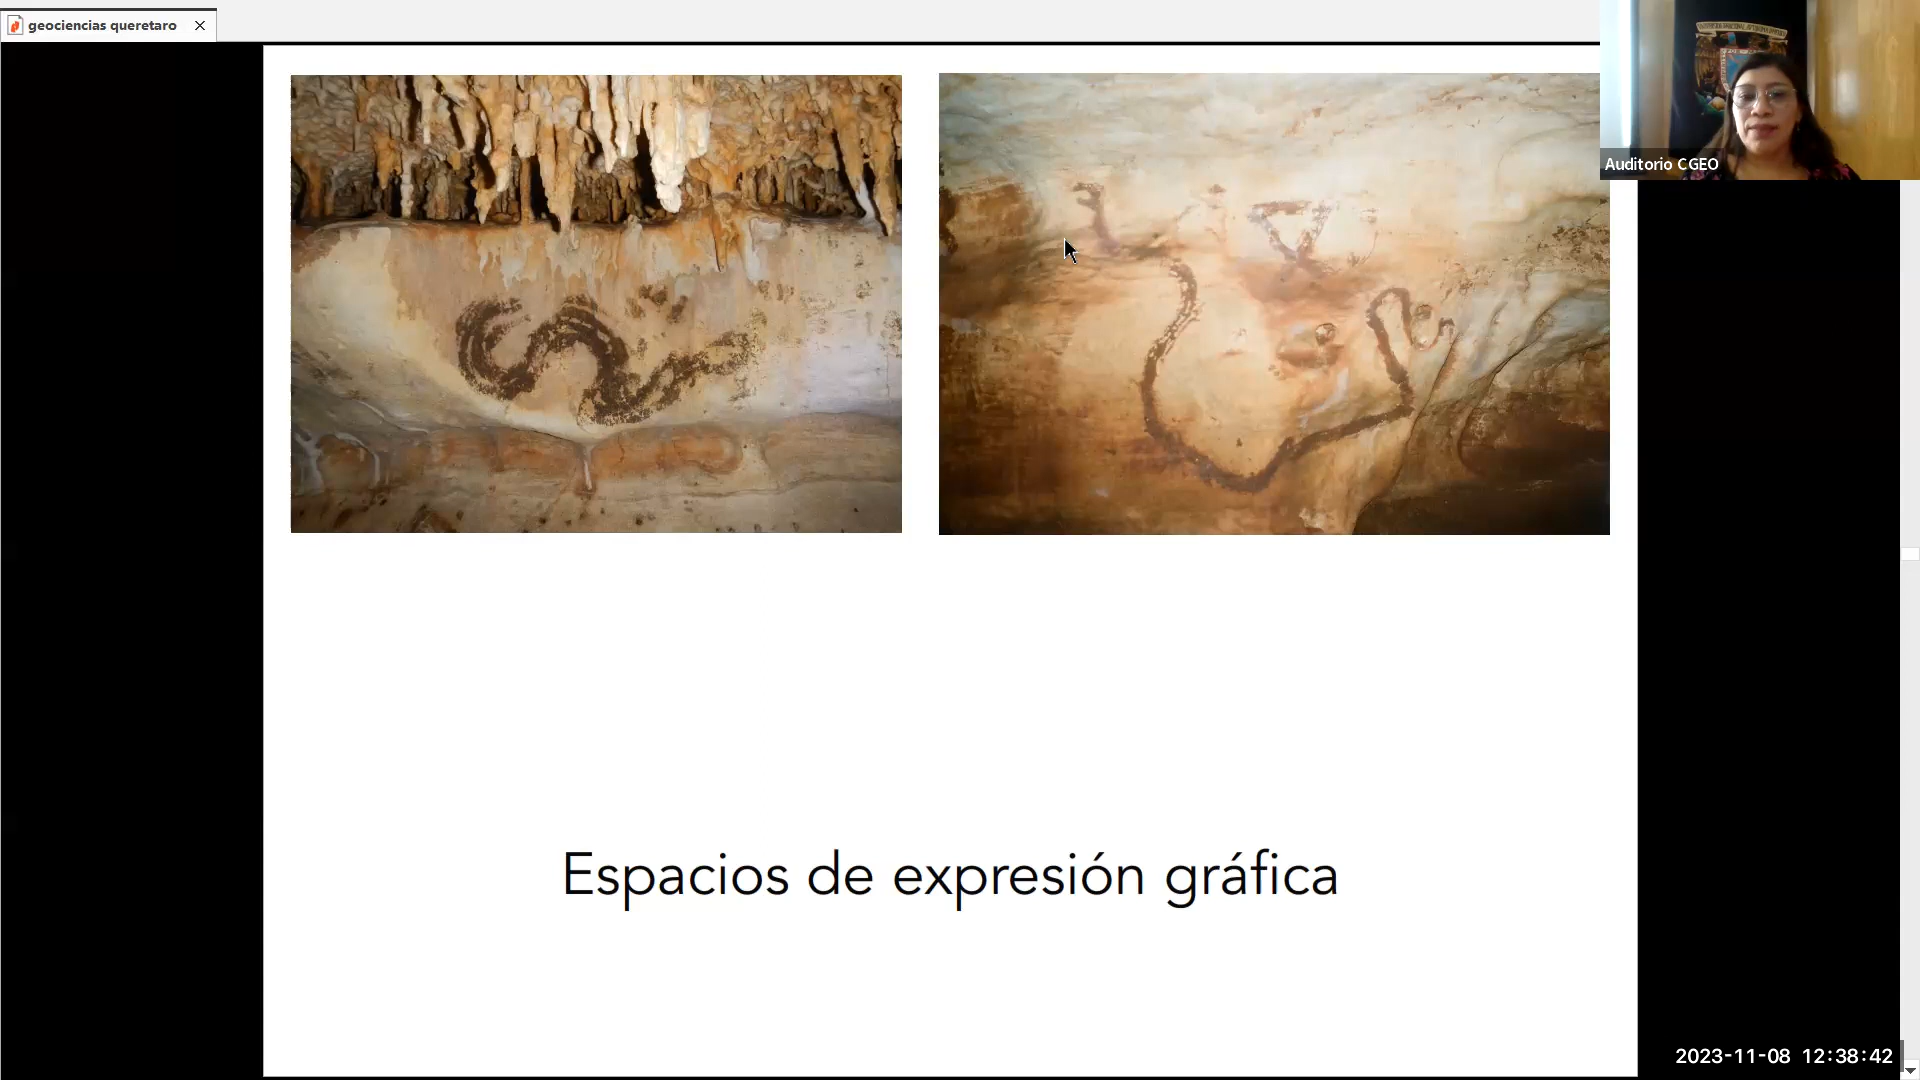 geociencias queretaro
Auditorio CGEO
Espacios de expresión gráfica
2023-11-08 12:38:42